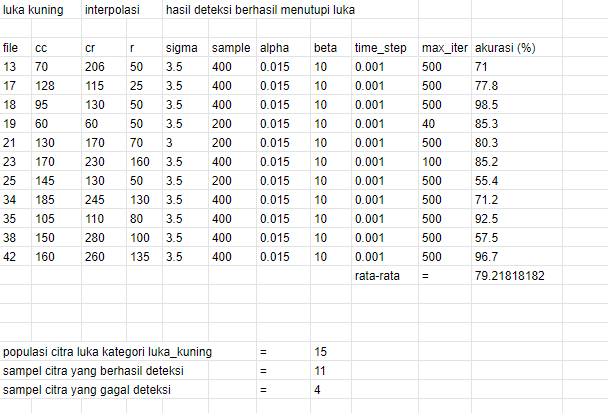 luka kuning interpolasi hasil deteksi berhasil menutupi luka
file cc cr r sigma sample alpha beta time_step max_iter akurasi (%)
13 70 206 50 3.5 400 0.015 10 0.001 500 71
17 128 115 25 3.5 400 0.015 10 0.001 500 77.8
18 95 130 50 3.5 400 0.015 10 0.001 500 98.5
19 60 60 50 3.5 200 0.015 10 0.001 40 85.3
21 130 170 70 3 200 0.015 10 0.001 500 80.3
23 170 230 160 3.5 400 0.015 10 0.001 100 85.2
25 145 130 50 3.5 200 0.015 10 0.001 500 55.4
34 185 245 130 3.5 400 0.015 10 0.001 500 71.2
35 105 110 80 3.5 400 0.015 10 0.001 500 92.5
38 150 280 100 3.5 400 0.015 10 0.001 500 57.5
42 160 260 135 3.5 400 0.015 10 0.001 500 96.7
rata-rata = 79.21818182
populasi citra luka kategori luka_kuning = 15
sampel citra yang berhasil deteksi = 11
sampel citra yang gagal deteksi = 4